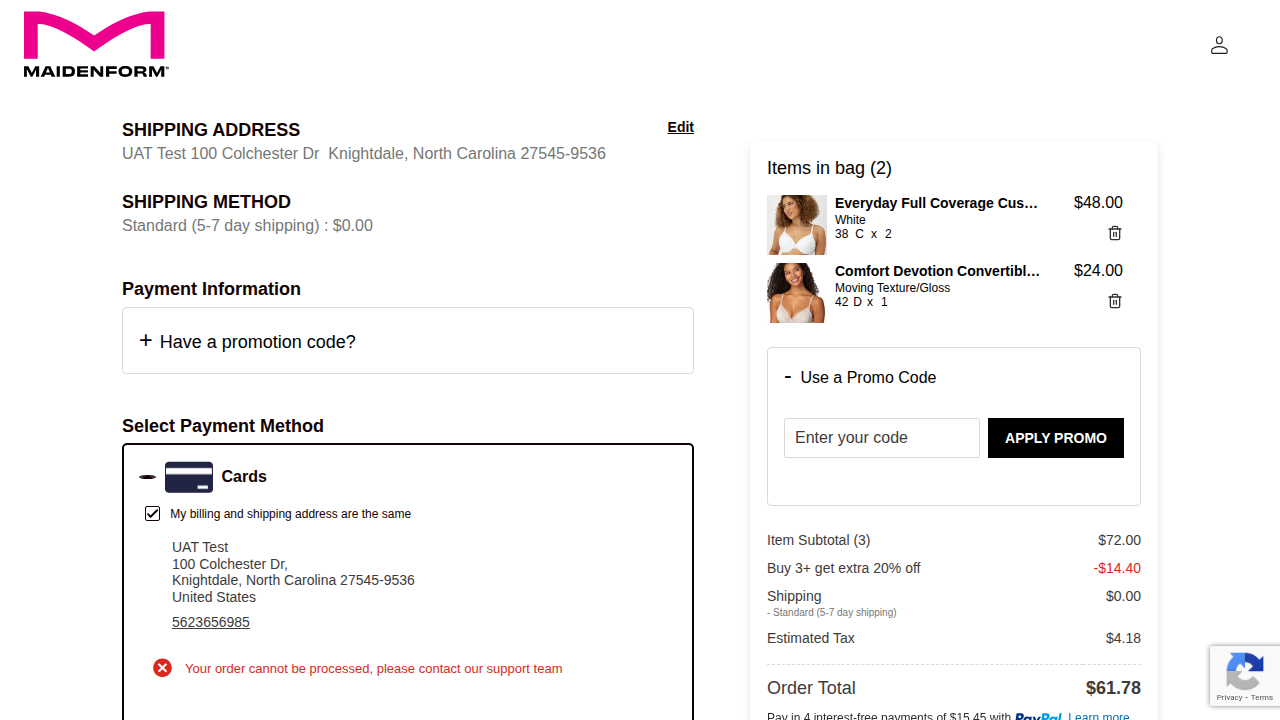 MAIDENFORM®
SHIPPING ADDRESS
Edit
UAT Test 100 Colchester Dr  Knightdale, North Carolina 27545-9536
SHIPPING METHOD
Standard (5-7 day shipping) : $0.00
Payment Information
+ Have a promotion code?
Select Payment Method
Cards
My billing and shipping address are the same
UAT Test
100 Colchester Dr,
Knightdale, North Carolina 27545-9536
United States
5623656985
Your order cannot be processed, please contact our support team
Items in bag (2)
Everyday Full Coverage Cus… $48.00
White
38 C x 2
Comfort Devotion Convertibl… $24.00
Moving Texture/Gloss
42 D x 1
- Use a Promo Code
Enter your code APPLY PROMO
Item Subtotal (3) $72.00
Buy 3+ get extra 20% off -$14.40
Shipping $0.00
- Standard (5-7 day shipping)
Estimated Tax $4.18
Order Total $61.78
Pay in 4 interest-free payments of $15.45 with PayPal. Learn more
Privacy - Terms